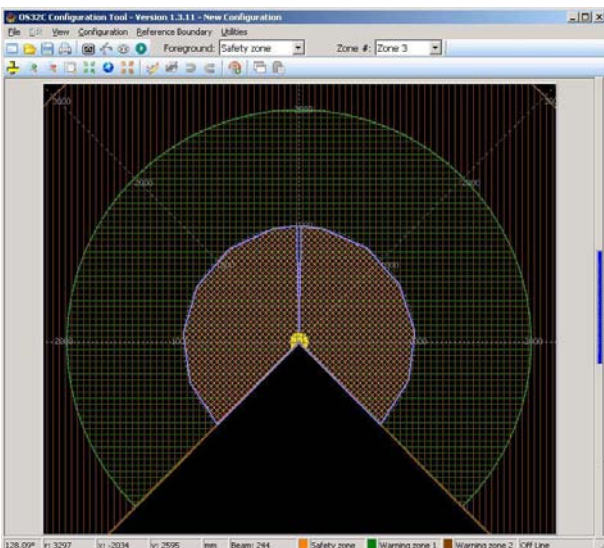 OS32C Configuration Tool - Version 1.3.11 - New Configuration
File Edit View Configuration Reference Boundary Utilities
Foreground: Safety zone Zone #: Zone 3
3000
2000 2000
1000
-2000 2000
128.09° r: 3297 x: -2034 y: 2595 mm Beam: 244 Safety zone Warning zone 1 Warning zone 2 Off Line